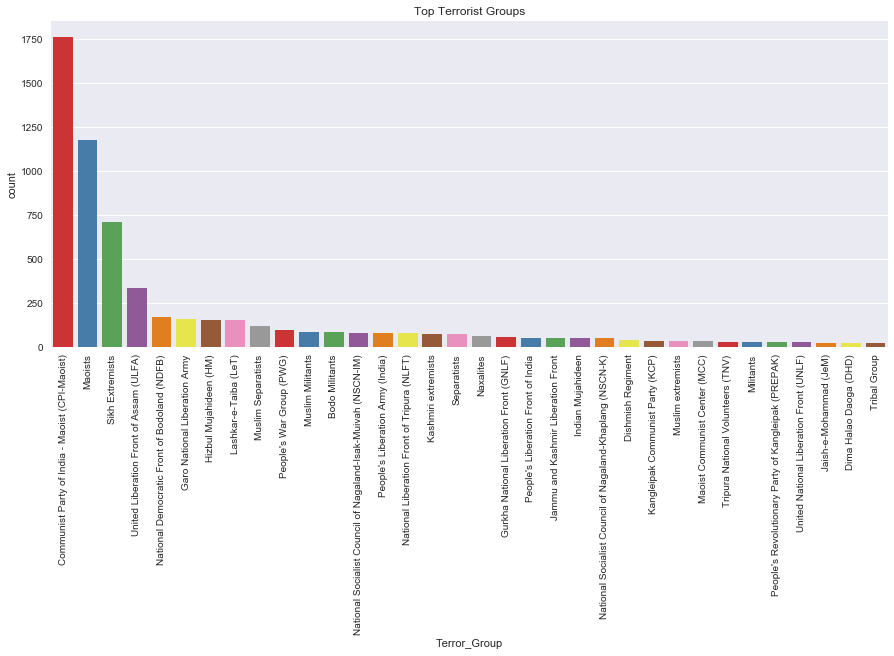 Top Terrorist Groups
count
1750
1500
1250
1000
750
500
250
0
Communist Party of India - Maoist (CPI-Maoist)
Maoists
Sikh Extremists
United Liberation Front of Assam (ULFA)
National Democratic Front of Bodoland (NDFB)
Garo National Liberation Army
Hizbul Mujahideen (HM)
Lashkar-e-Taiba (LeT)
Muslim Separatists
People's War Group (PWG)
Muslim Militants
Bodo Militants
National Socialist Council of Nagaland-Isak-Muivah (NSCN-IM)
People's Liberation Army (India)
National Liberation Front of Tripura (NLFT)
Kashmiri extremists
Separatists
Naxalites
Gurkha National Liberation Front (GNLF)
People's Liberation Front of India
Jammu and Kashmir Liberation Front
Indian Mujahideen
National Socialist Council of Nagaland-Khaplang (NSCN-K)
Dishmish Regiment
Kangleipak Communist Party (KCP)
Muslim extremists
Maoist Communist Center (MCC)
Tripura National Volunteers (TNV)
Militants
People's Revolutionary Party of Kangleipak (PREPAK)
United National Liberation Front (UNLF)
Jaish-e-Mohammad (JeM)
Dima Halao Daoga (DHD)
Tribal Group
Terror_Group